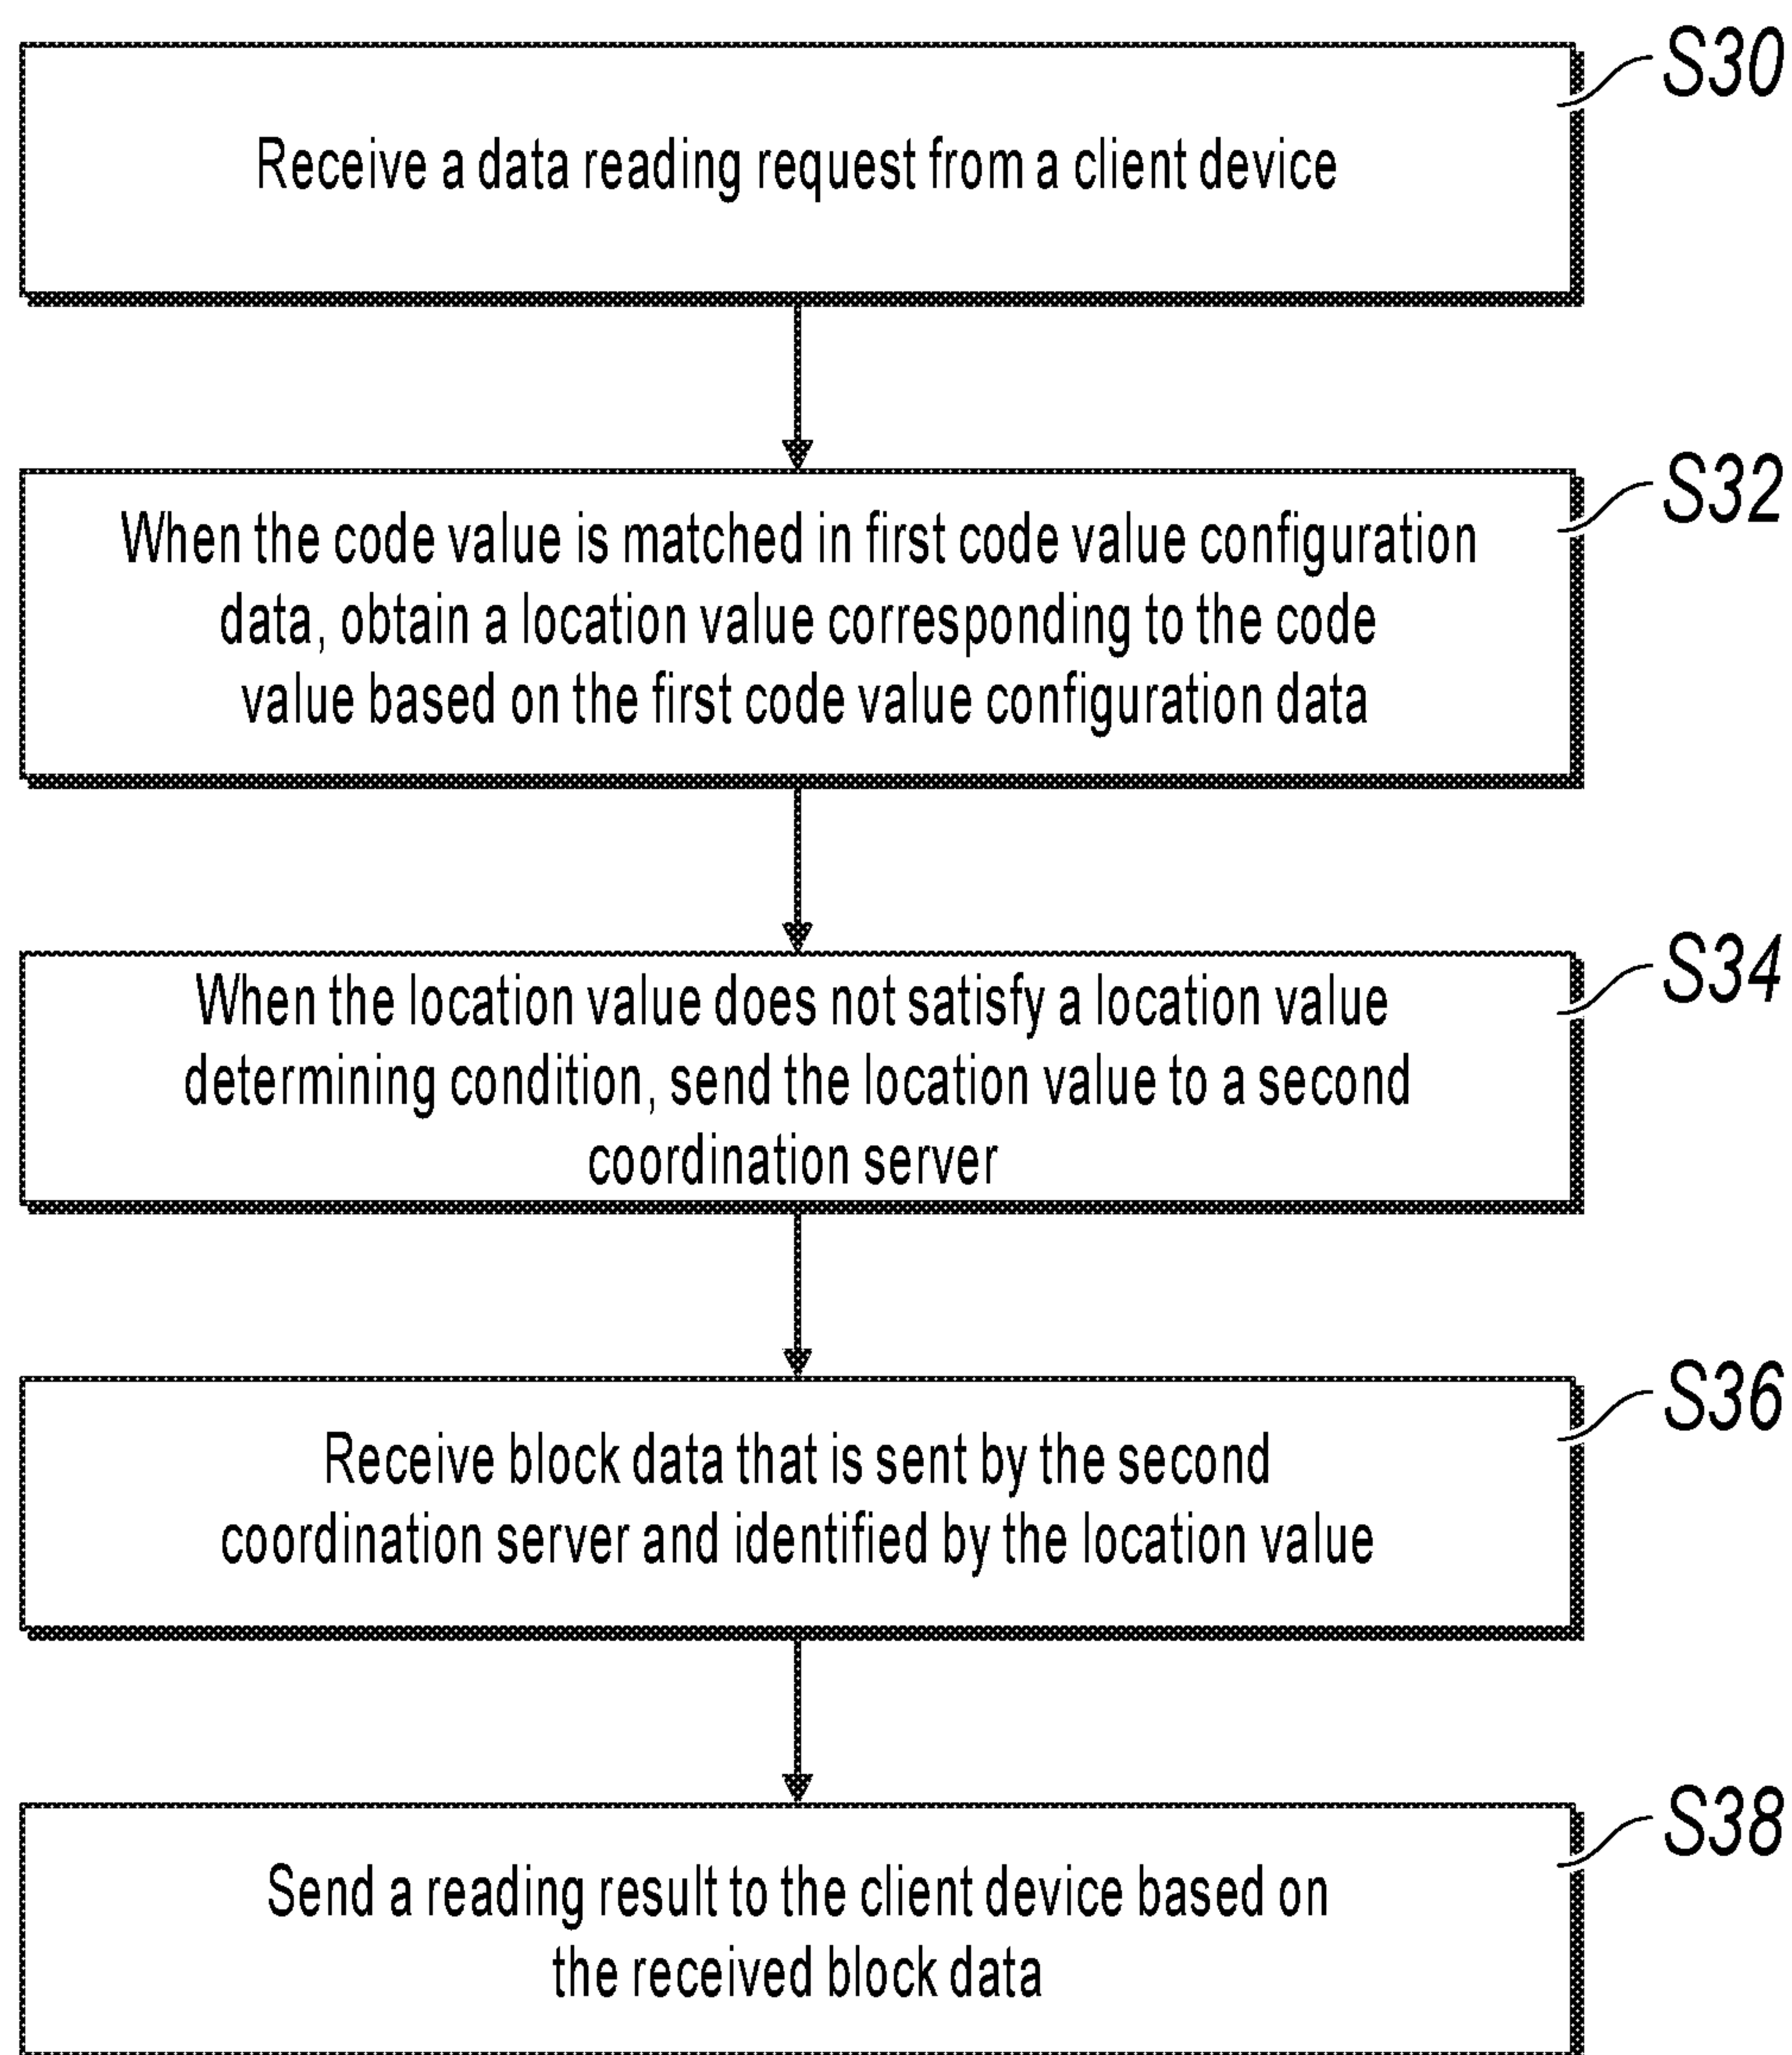 S30
Receive a data reading request from a client device
S32
When the code value is matched in first code value configuration
data, obtain a location value corresponding to the code
value based on the first code value configuration data
S34
When the location value does not satisfy a location value
determining condition, send the location value to a second
coordination server
S36
Receive block data that is sent by the second
coordination server and identified by the location value
S38
Send a reading result to the client device based on
the received block data